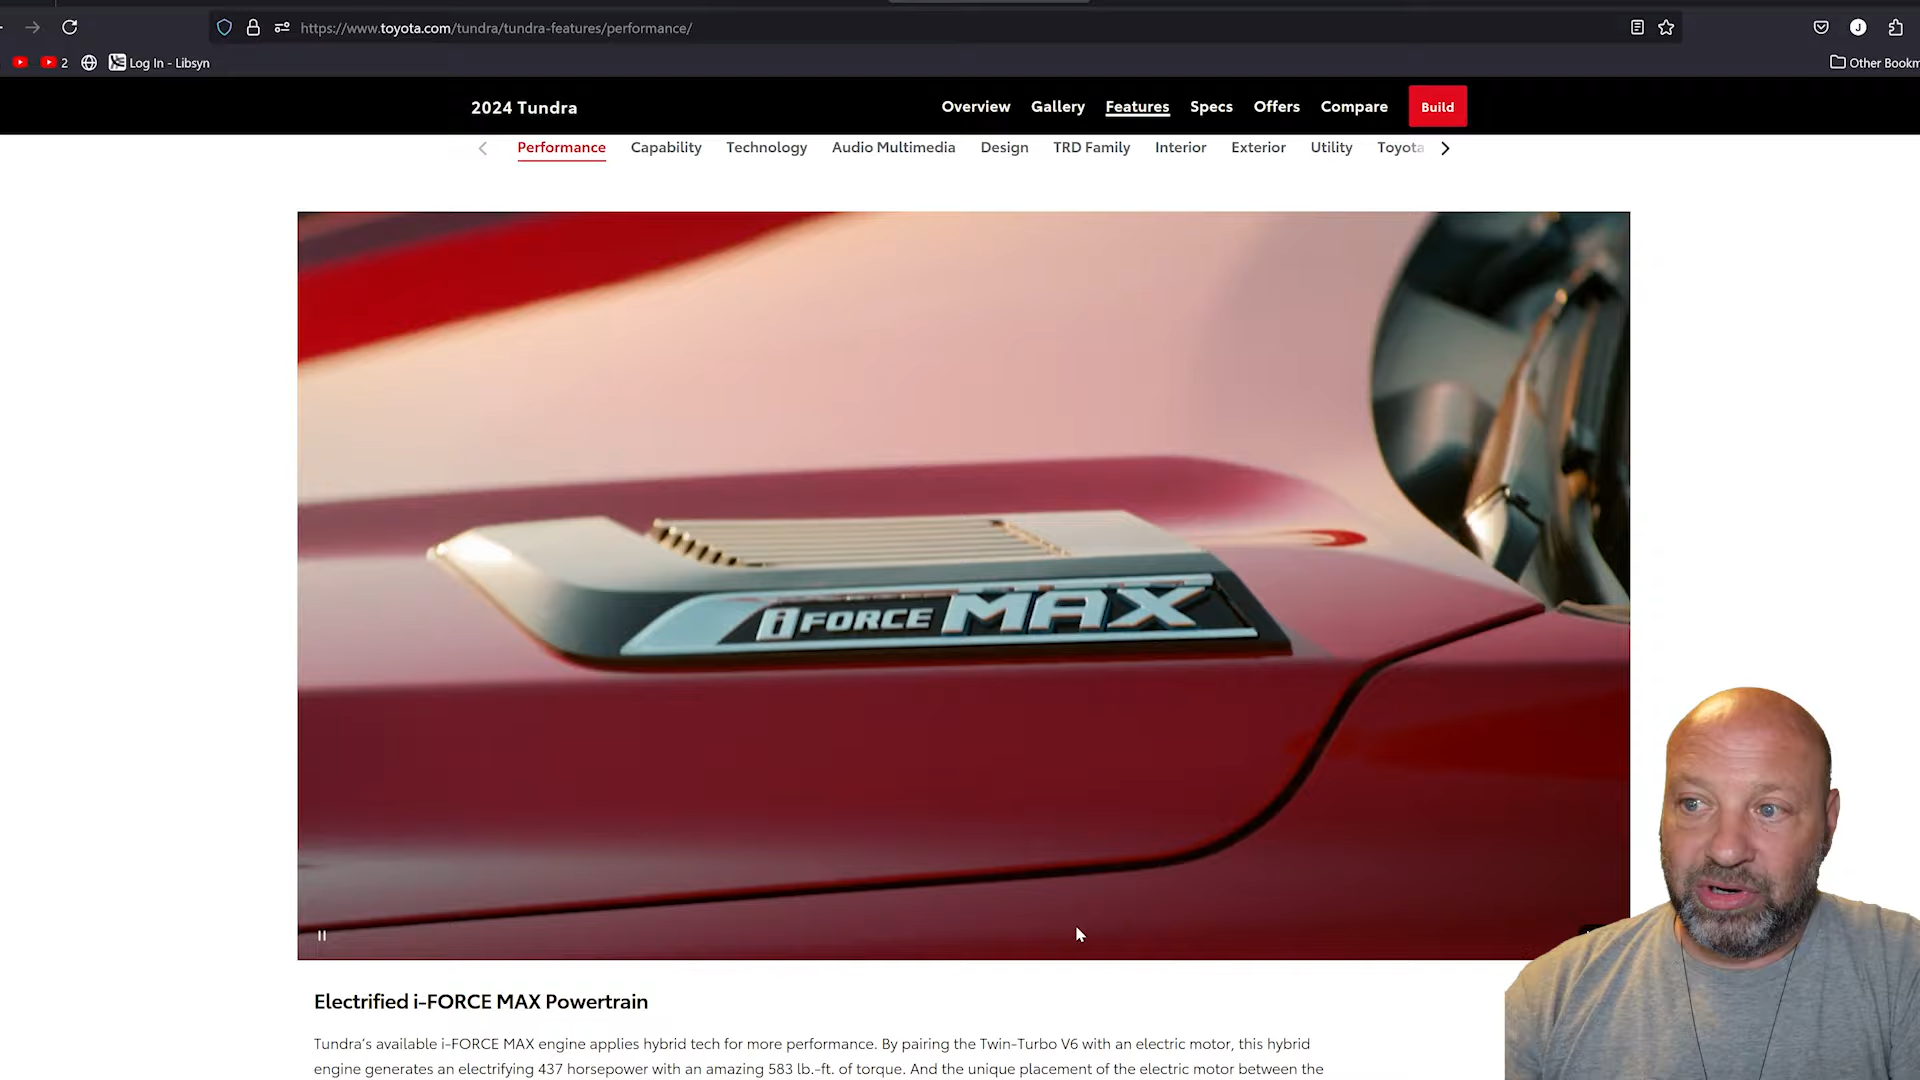 https://www.toyota.com/tundra/tundra-features/performance/
J
2
Log In - Libsyn
Other Bookm
2024 Tundra
Overview
Gallery
Features
Specs
Offers
Compare
Build
Performance
Capability
Technology
Audio Multimedia
Design
TRD Family
Interior
Exterior
Utility
Toyota
i FORCE MAX
Electrified i-FORCE MAX Powertrain
Tundra's available i-FORCE MAX engine applies hybrid tech for more performance. By pairing the Twin-Turbo V6 with an electric motor, this hybrid
engine generates an electrifying 437 horsepower with an amazing 583 lb.-ft. of torque. And the unique placement of the electric motor between the